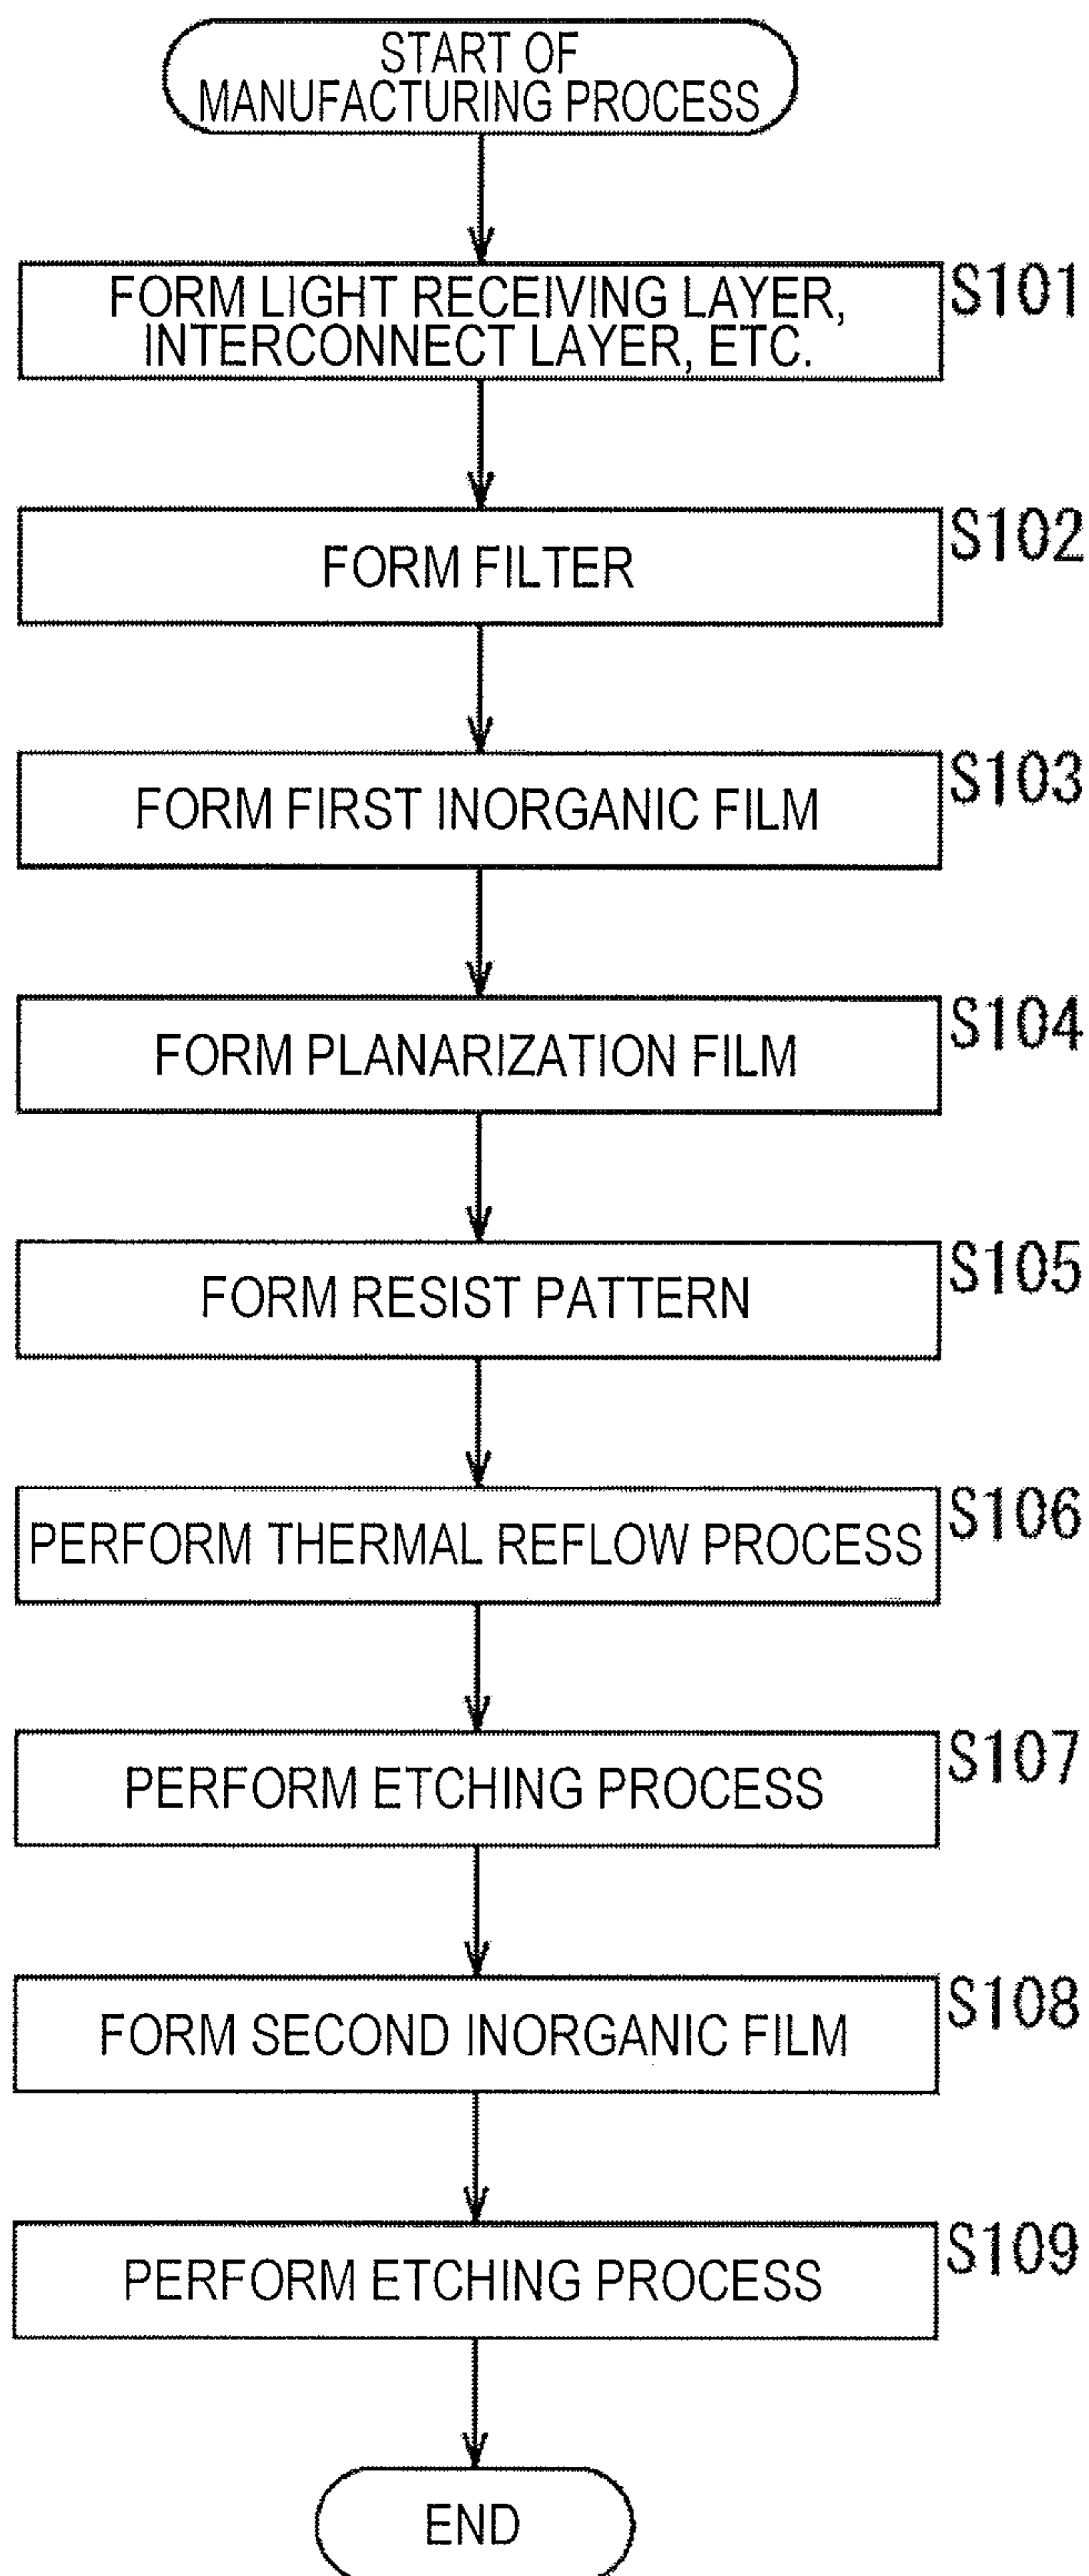 START OF
MANUFACTURING PROCESS
FORM LIGHT RECEIVING LAYER,
INTERCONNECT LAYER, ETC.
S101
FORM FILTER
S102
FORM FIRST INORGANIC FILM
S103
FORM PLANARIZATION FILM
S104
FORM RESIST PATTERN
S105
PERFORM THERMAL REFLOW PROCESS
S106
PERFORM ETCHING PROCESS
S107
FORM SECOND INORGANIC FILM
S108
PERFORM ETCHING PROCESS
S109
END